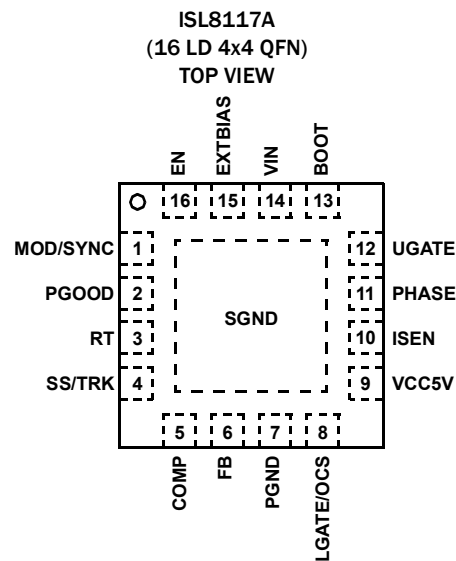 ISL8117A
(16 LD 4x4 QFN)
TOP VIEW
EN
EXTBIAS
VIN
BOOT
16
15
14
13
MOD/SYNC 1
PGOOD 2
RT 3
SS/TRK 4
SGND
12 UGATE
11 PHASE
10 ISEN
9 VCC5V
5
6
7
8
COMP
FB
PGND
LGATE/OCS